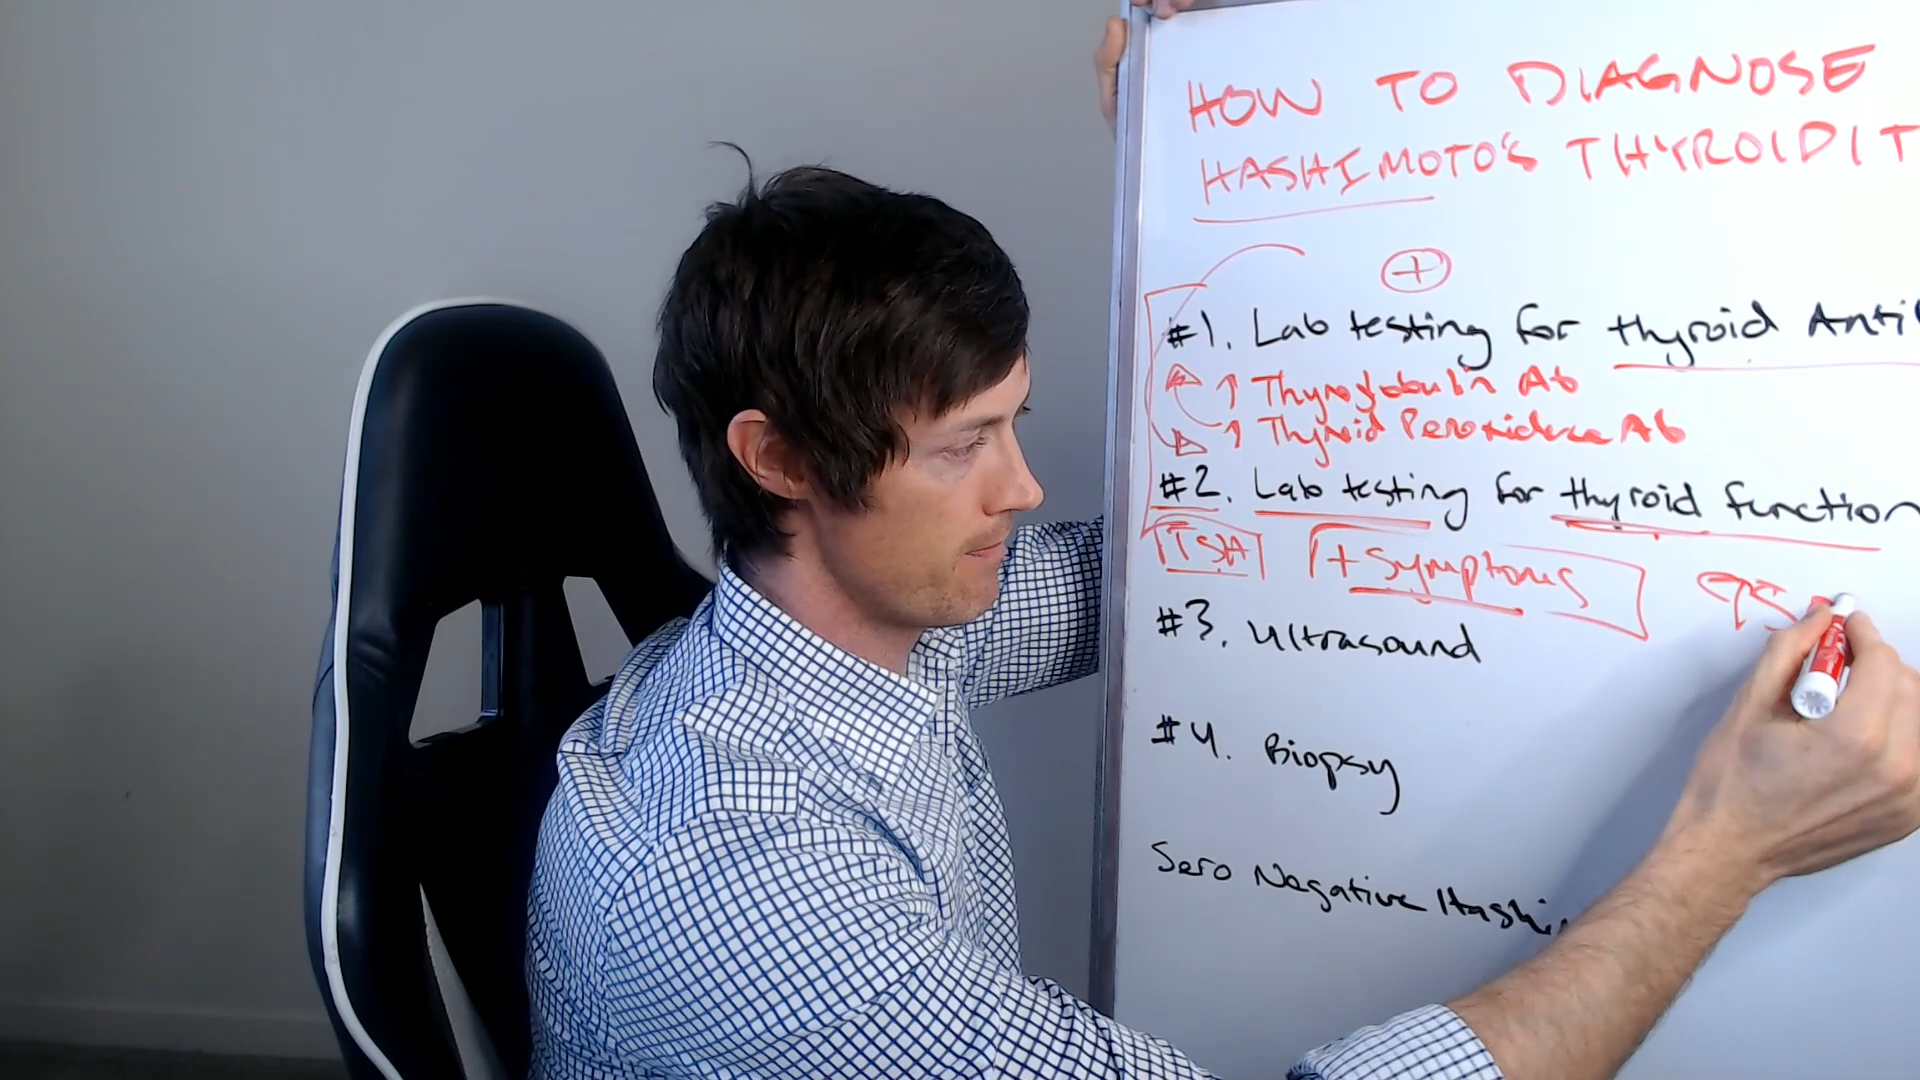 HOW TO DIAGNOSE
HASHIMOTO'S THYROIDIT
+
#1. Lab testing for thyroid Anti
↑ Thyroglobulin Ab
↑ Thyroid Peroxidase Ab
#2. Lab testing for thyroid function
TSH + Symptoms
#3. Ultrasound
#4. Biopsy
Sero Negative Hashi